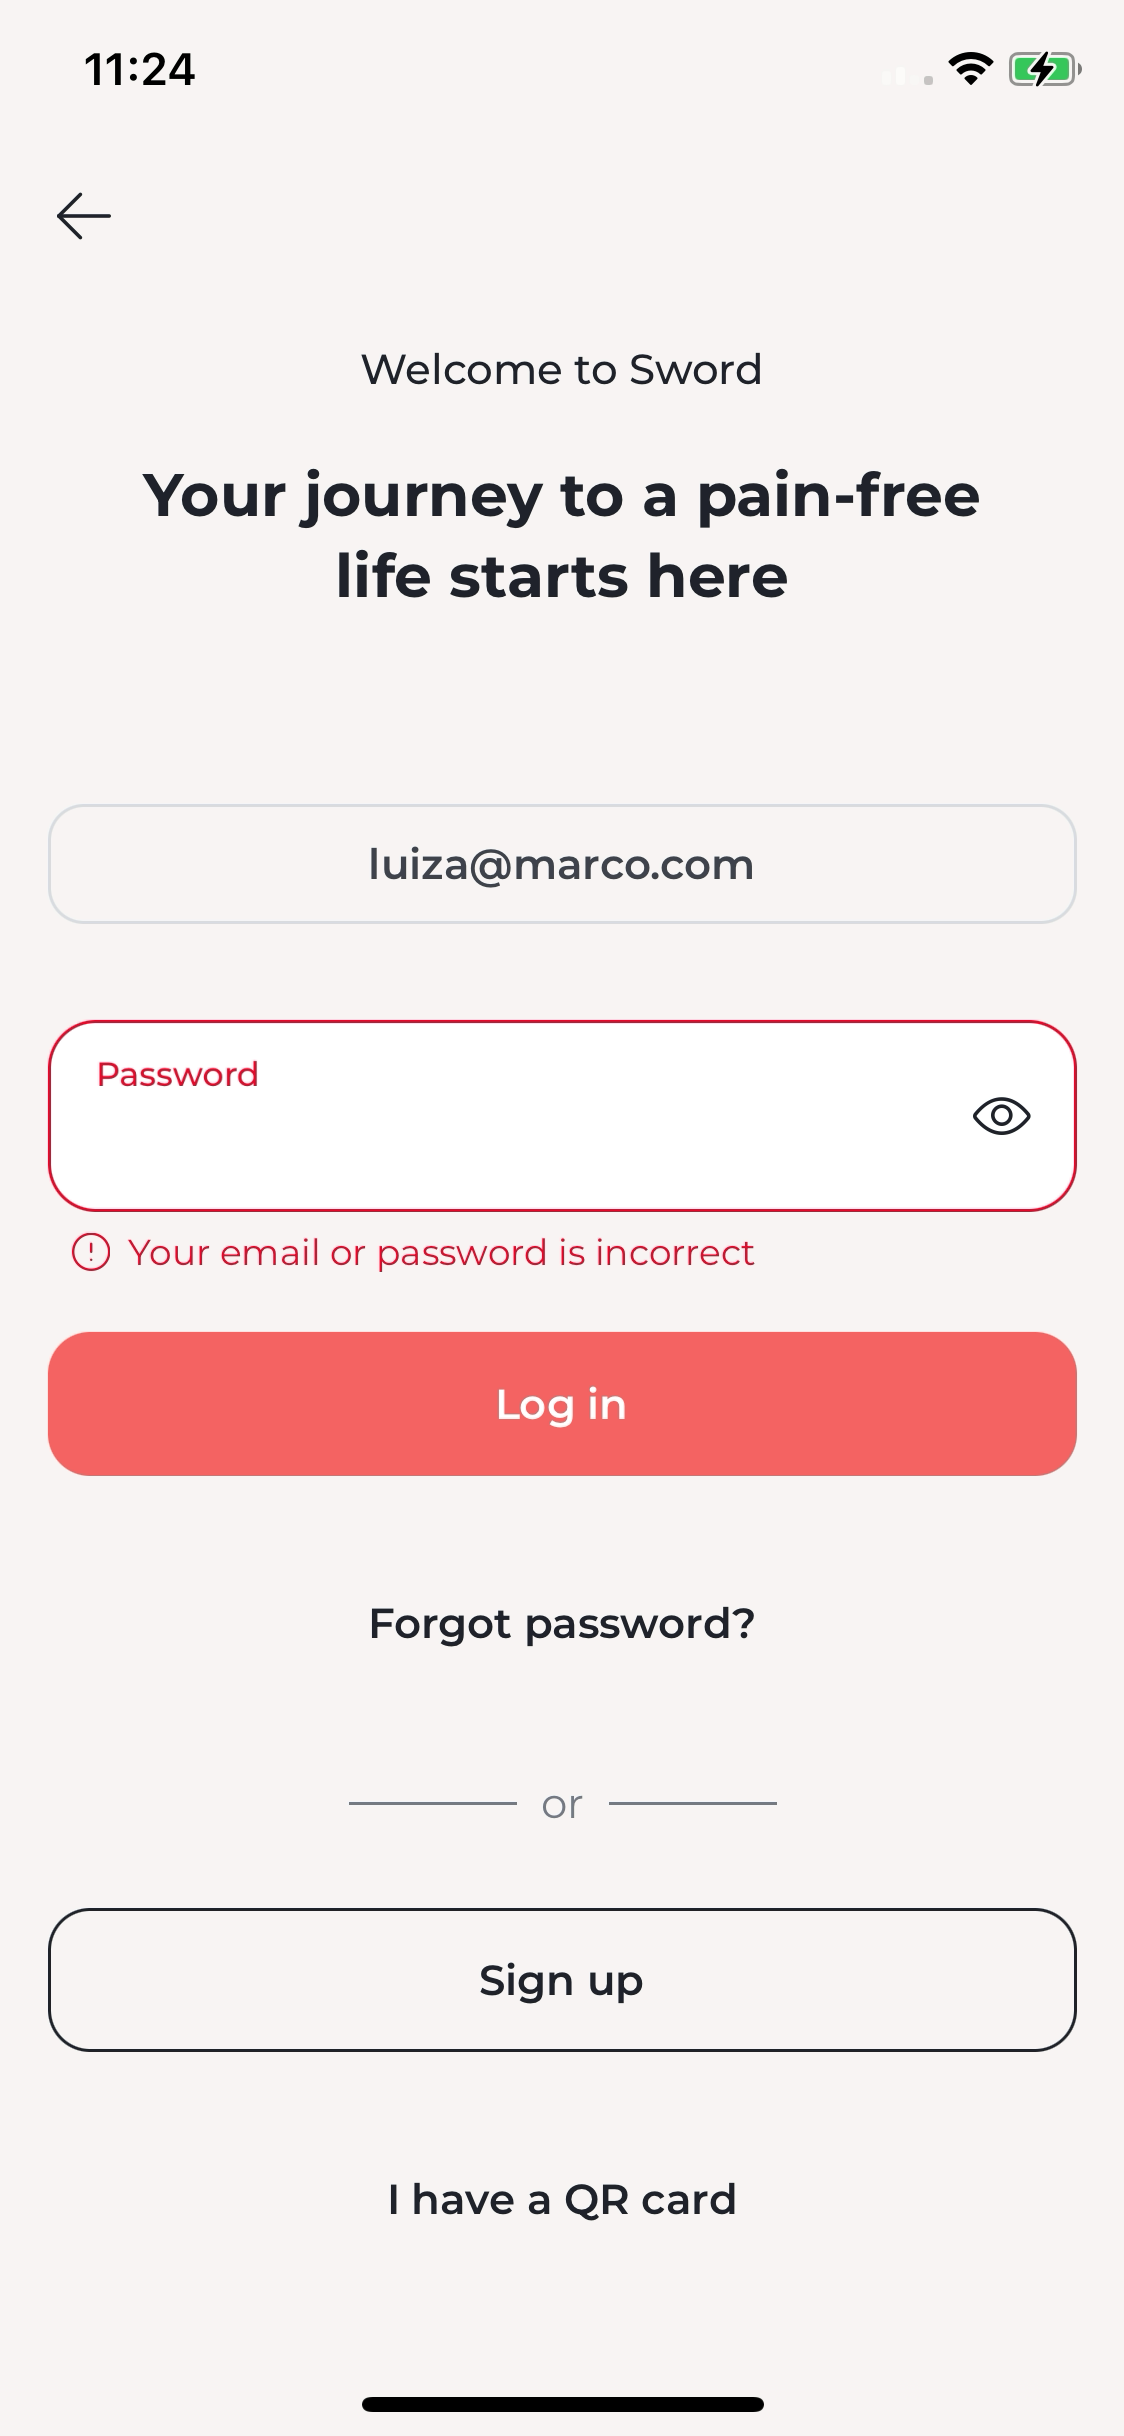 11:24
Welcome to Sword
Your journey to a pain-free
life starts here
luiza@marco.com
Password
Your email or password is incorrect
Log in
Forgot password?
or
Sign up
I have a QR card